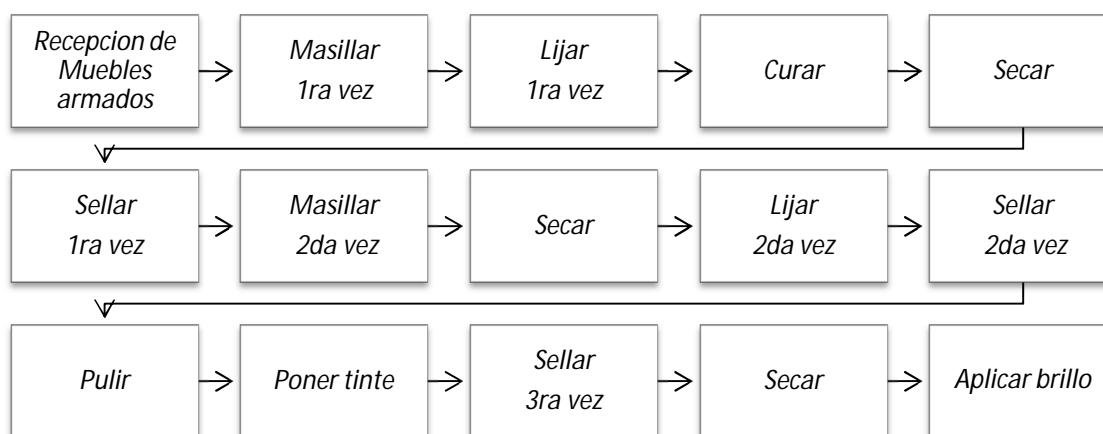 Recepcion de
Muebles
armados
Masillar
1ra vez
Lijar
1ra vez
Curar
Secar
Sellar
1ra vez
Masillar
2da vez
Secar
Lijar
2da vez
Sellar
2da vez
Pulir
Poner tinte
Sellar
3ra vez
Secar
Aplicar brillo